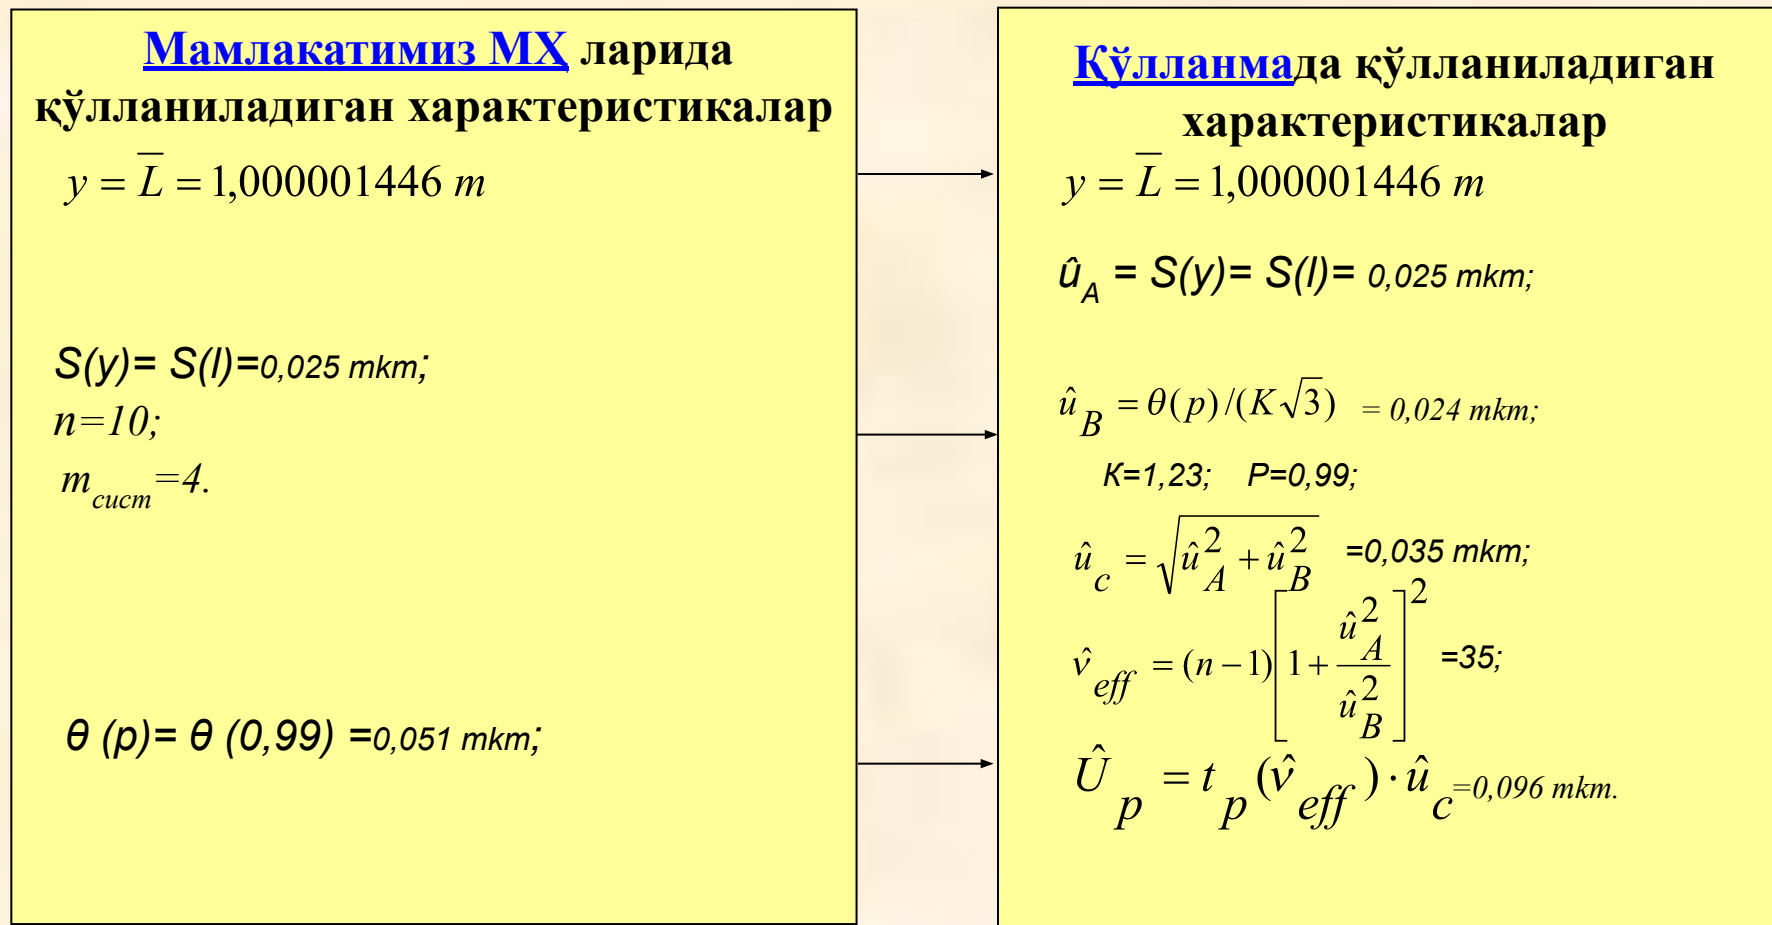 Мамлакатимиз МҲ ларида
қўлланиладиган характеристикалар
y = L̅ = 1,000001446 m
S(y)= S(l)=0,025 mkm;
n=10;
m_сист=4.
θ (p)= θ (0,99) =0,051 mkm;
Қўлланмада қўлланиладиган
характеристикалар
y = L̅ = 1,000001446 m
û_A = S(y)= S(l)= 0,025 mkm;
û_B = θ(p)/(K√3) = 0,024 mkm;
К=1,23; Р=0,99;
û_c = √(û_A² + û_B²) =0,035 mkm;
ν̂_eff = (n−1)[1 + û_A²/û_B²]² =35;
Û_p = t_p(ν̂_eff)·û_c=0,096 mkm.